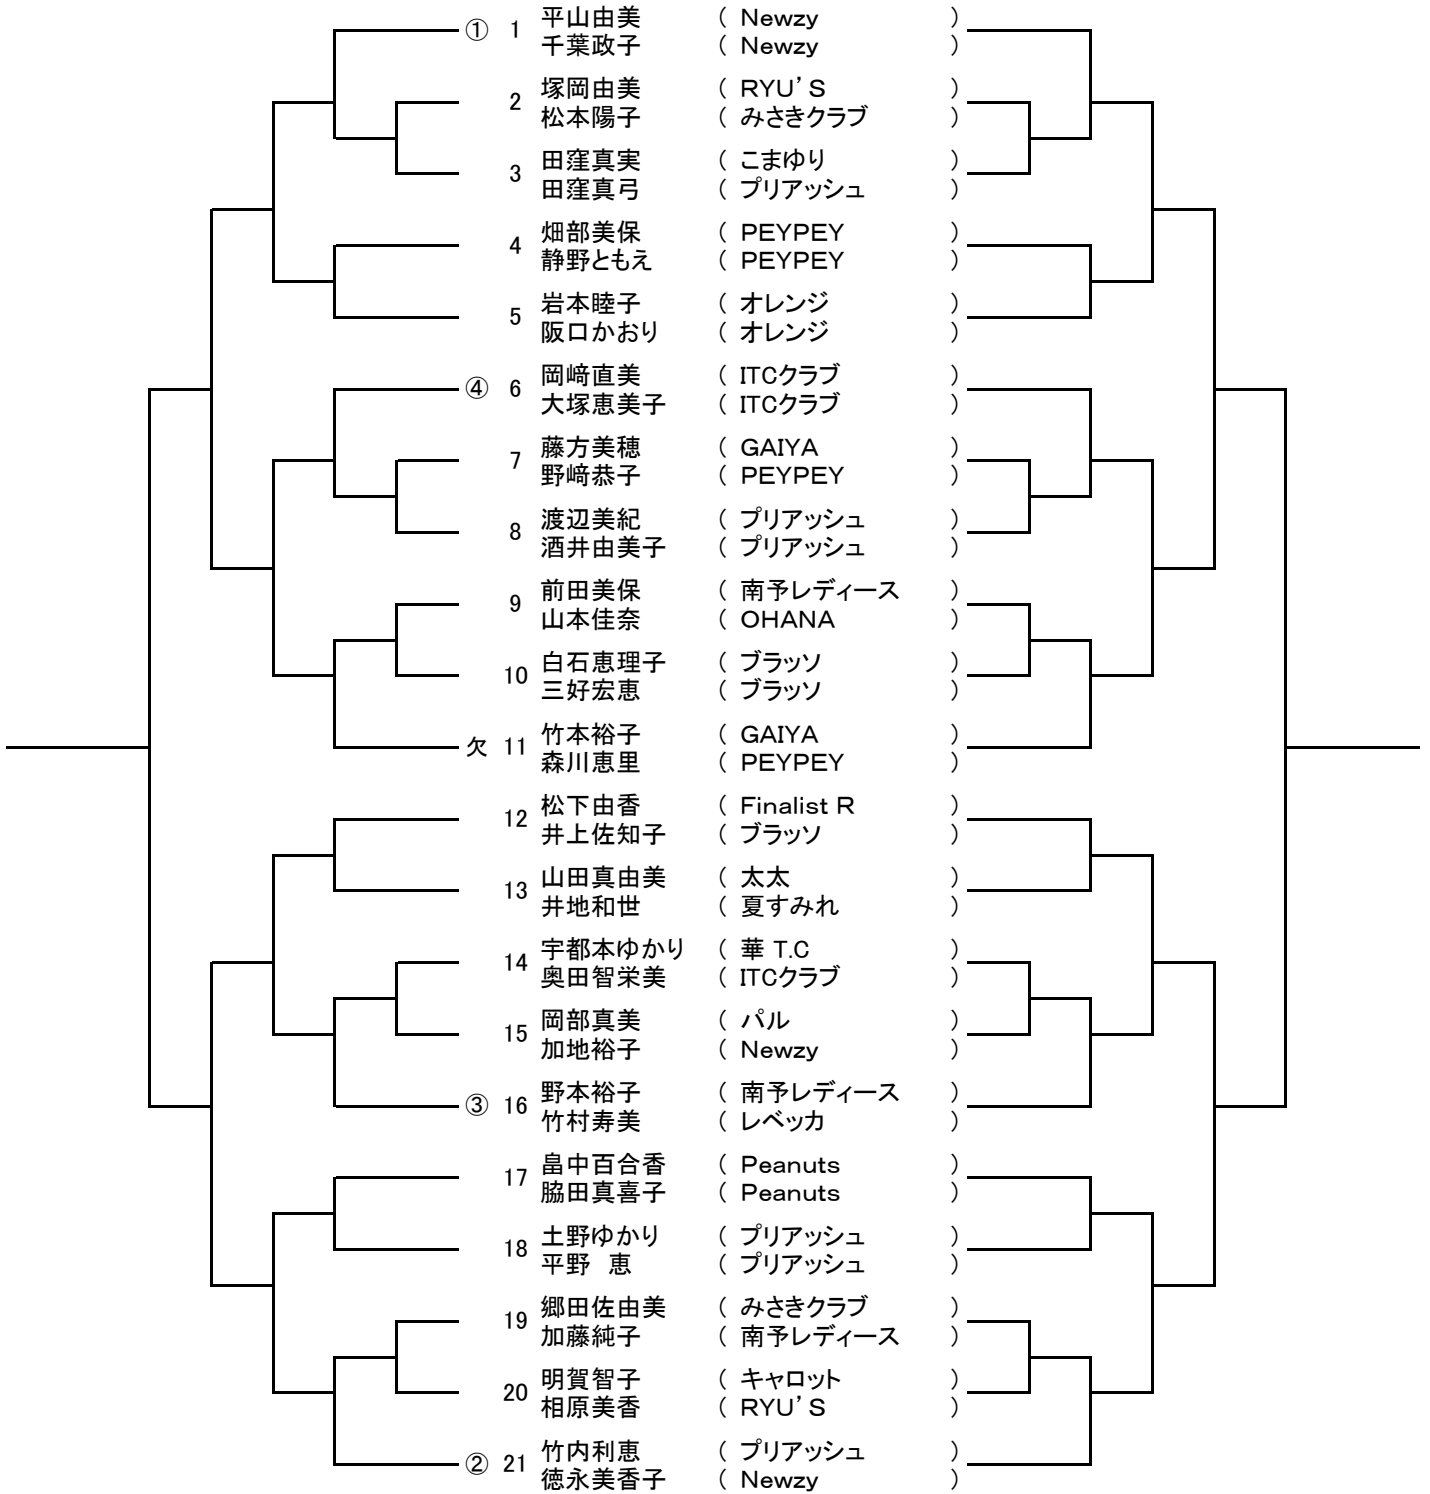 ① 1 平山由美 ( Newzy )
千葉政子 ( Newzy )
2 塚岡由美 ( RYU'S )
松本陽子 ( みさきクラブ )
3 田窪真実 ( こまゆり )
田窪真弓 ( プリアッシュ )
4 畑部美保 ( PEYPEY )
静野ともえ ( PEYPEY )
5 岩本睦子 ( オレンジ )
阪口かおり ( オレンジ )
④ 6 岡﨑直美 ( ITCクラブ )
大塚恵美子 ( ITCクラブ )
7 藤方美穂 ( GAIYA )
野﨑恭子 ( PEYPEY )
8 渡辺美紀 ( プリアッシュ )
酒井由美子 ( プリアッシュ )
9 前田美保 ( 南予レディース )
山本佳奈 ( OHANA )
10 白石恵理子 ( ブラッソ )
三好宏恵 ( ブラッソ )
欠 11 竹本裕子 ( GAIYA )
森川恵里 ( PEYPEY )
12 松下由香 ( Finalist R )
井上佐知子 ( ブラッソ )
13 山田真由美 ( 太太 )
井地和世 ( 夏すみれ )
14 宇都本ゆかり ( 華 T.C )
奥田智栄美 ( ITCクラブ )
15 岡部真美 ( パル )
加地裕子 ( Newzy )
③ 16 野本裕子 ( 南予レディース )
竹村寿美 ( レベッカ )
17 畠中百合香 ( Peanuts )
脇田真喜子 ( Peanuts )
18 土野ゆかり ( プリアッシュ )
平野　恵 ( プリアッシュ )
19 郷田佐由美 ( みさきクラブ )
加藤純子 ( 南予レディース )
20 明賀智子 ( キャロット )
相原美香 ( RYU'S )
② 21 竹内利恵 ( プリアッシュ )
徳永美香子 ( Newzy )